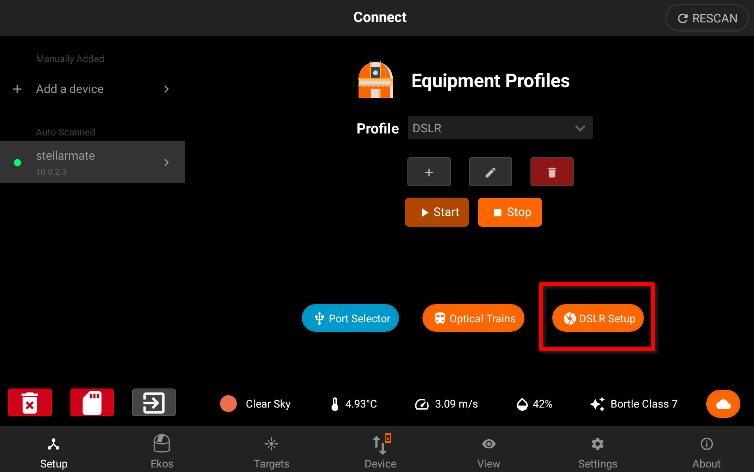 Connect
RESCAN
Manually Added
Add a device
Auto Scanned
stellarmate
10.0.2.3
Equipment Profiles
Profile
DSLR
Start
Stop
Port Selector
Optical Trains
DSLR Setup
Clear Sky
4.93°C
3.09 m/s
42%
Bortle Class 7
Setup
Ekos
Targets
Device
View
Settings
About